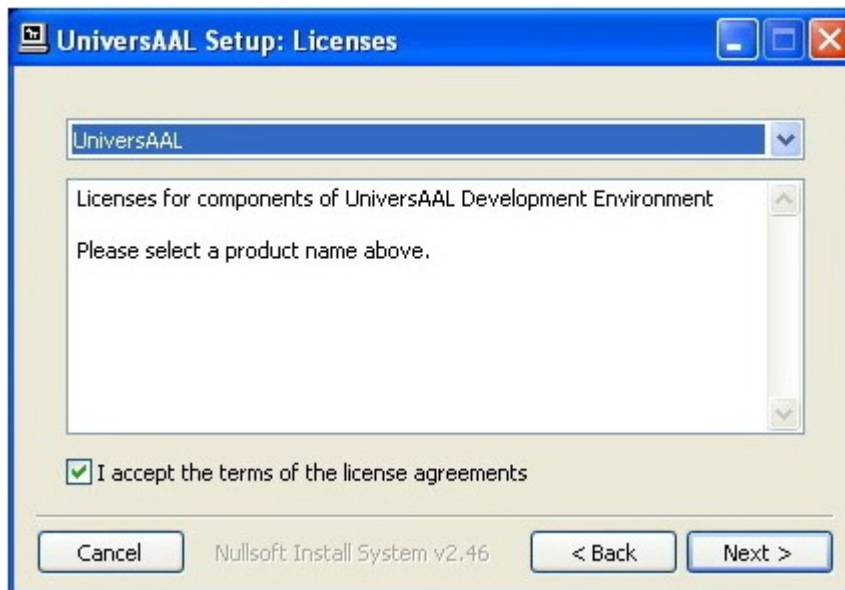 UniversAAL Setup: Licenses
UniversAAL
Licenses for components of UniversAAL Development Environment
Please select a product name above.
I accept the terms of the license agreements
Cancel
Nullsoft Install System v2.46
< Back
Next >